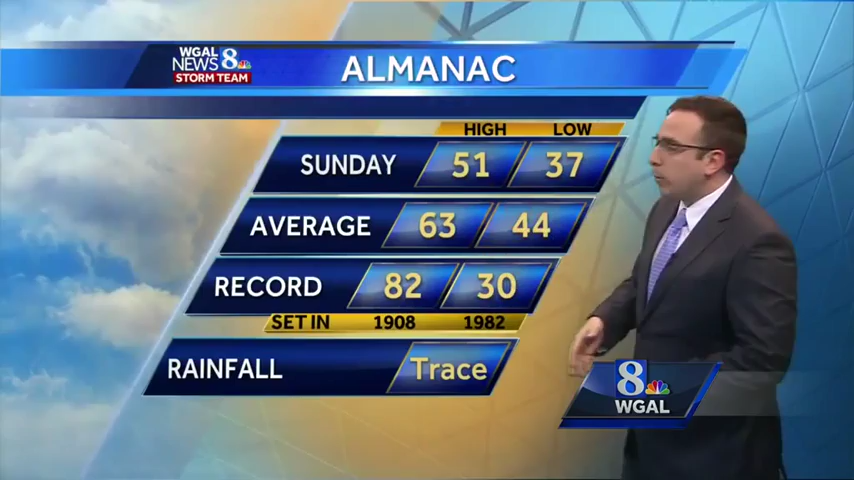 WGAL
NEWS 8
STORM TEAM
ALMANAC
HIGH LOW
SUNDAY 51 37
AVERAGE 63 44
RECORD 82 30
SET IN 1908 1982
RAINFALL Trace
8
WGAL